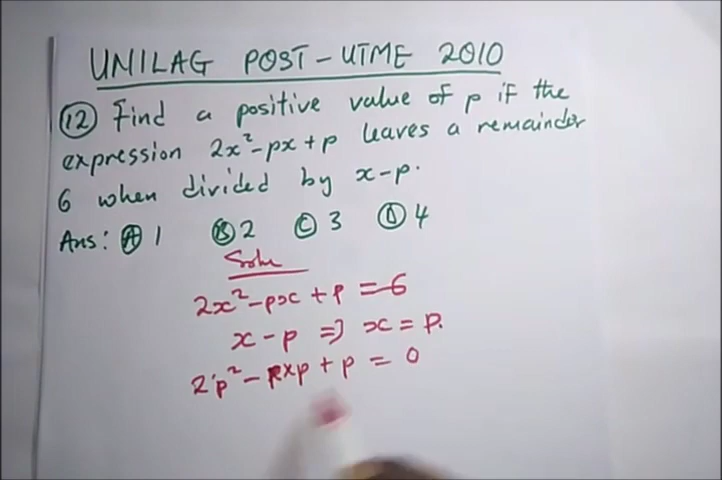 UNILAG POST-UTME 2010
(12) Find a positive value of p if the
expression 2x²-px+p leaves a remainder
6 when divided by x-p.
Ans: (A) 1 (B) 2 (C) 3 (D) 4
Soln
2x²-px+p=6
x-p => x=p.
2p²-p×p+p=0